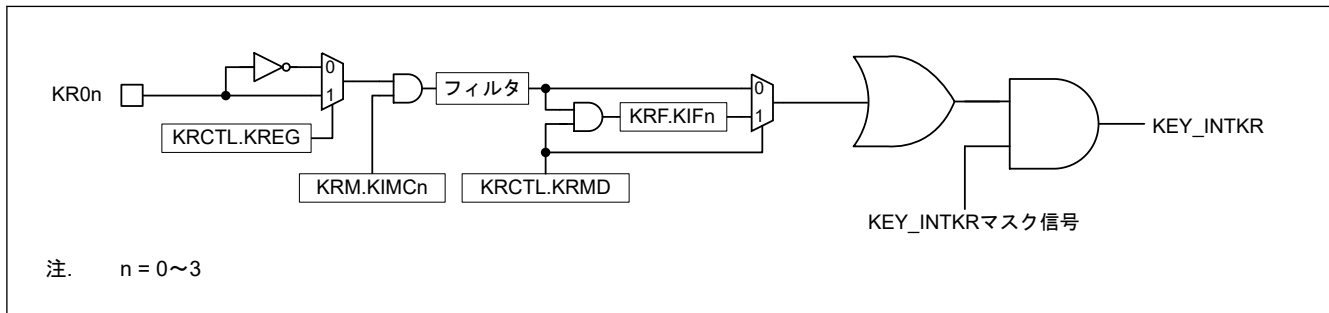 KR0n
0
1
KRCTL.KREG
KRM.KIMCn
フィルタ
KRF.KIFn
0
1
KRCTL.KRMD
KEY_INTKR
KEY_INTKRマスク信号
注. n = 0～3